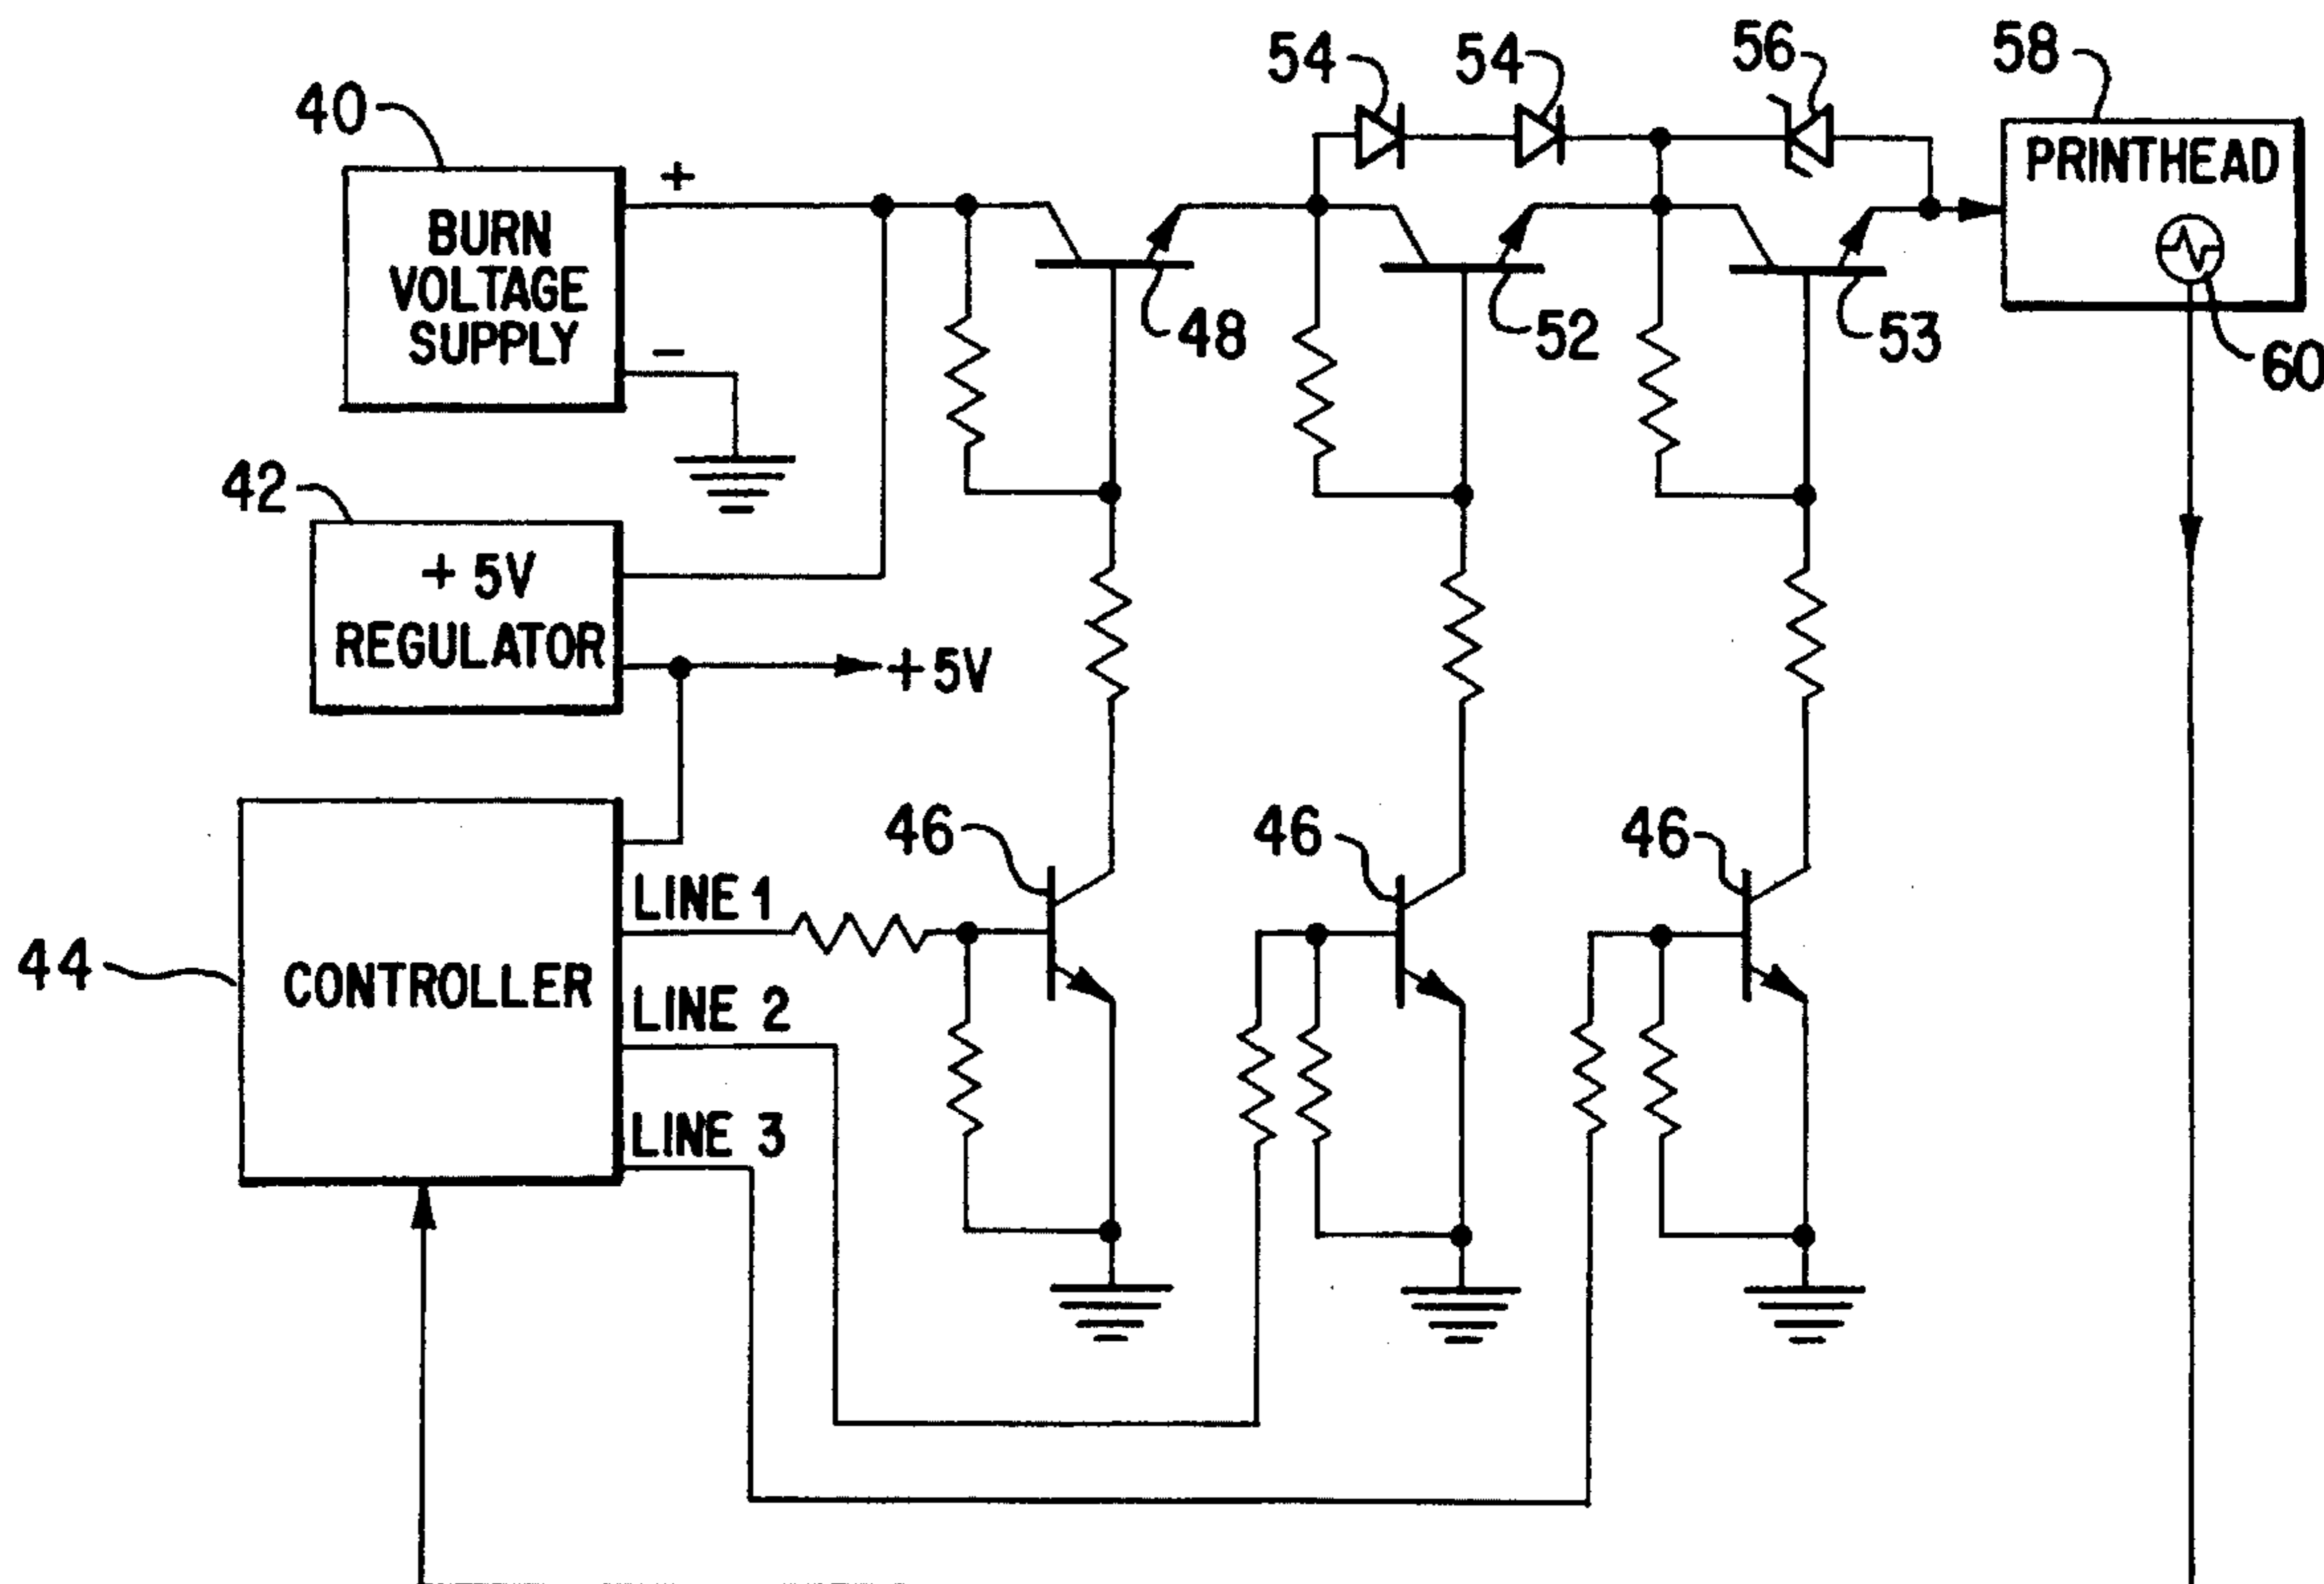 54
54
56
58
40
+
BURN
VOLTAGE
SUPPLY
−
PRINTHEAD
48
52
53
60
42
+ 5V
REGULATOR
+ 5V
46
46
46
44
CONTROLLER
LINE 1
LINE 2
LINE 3